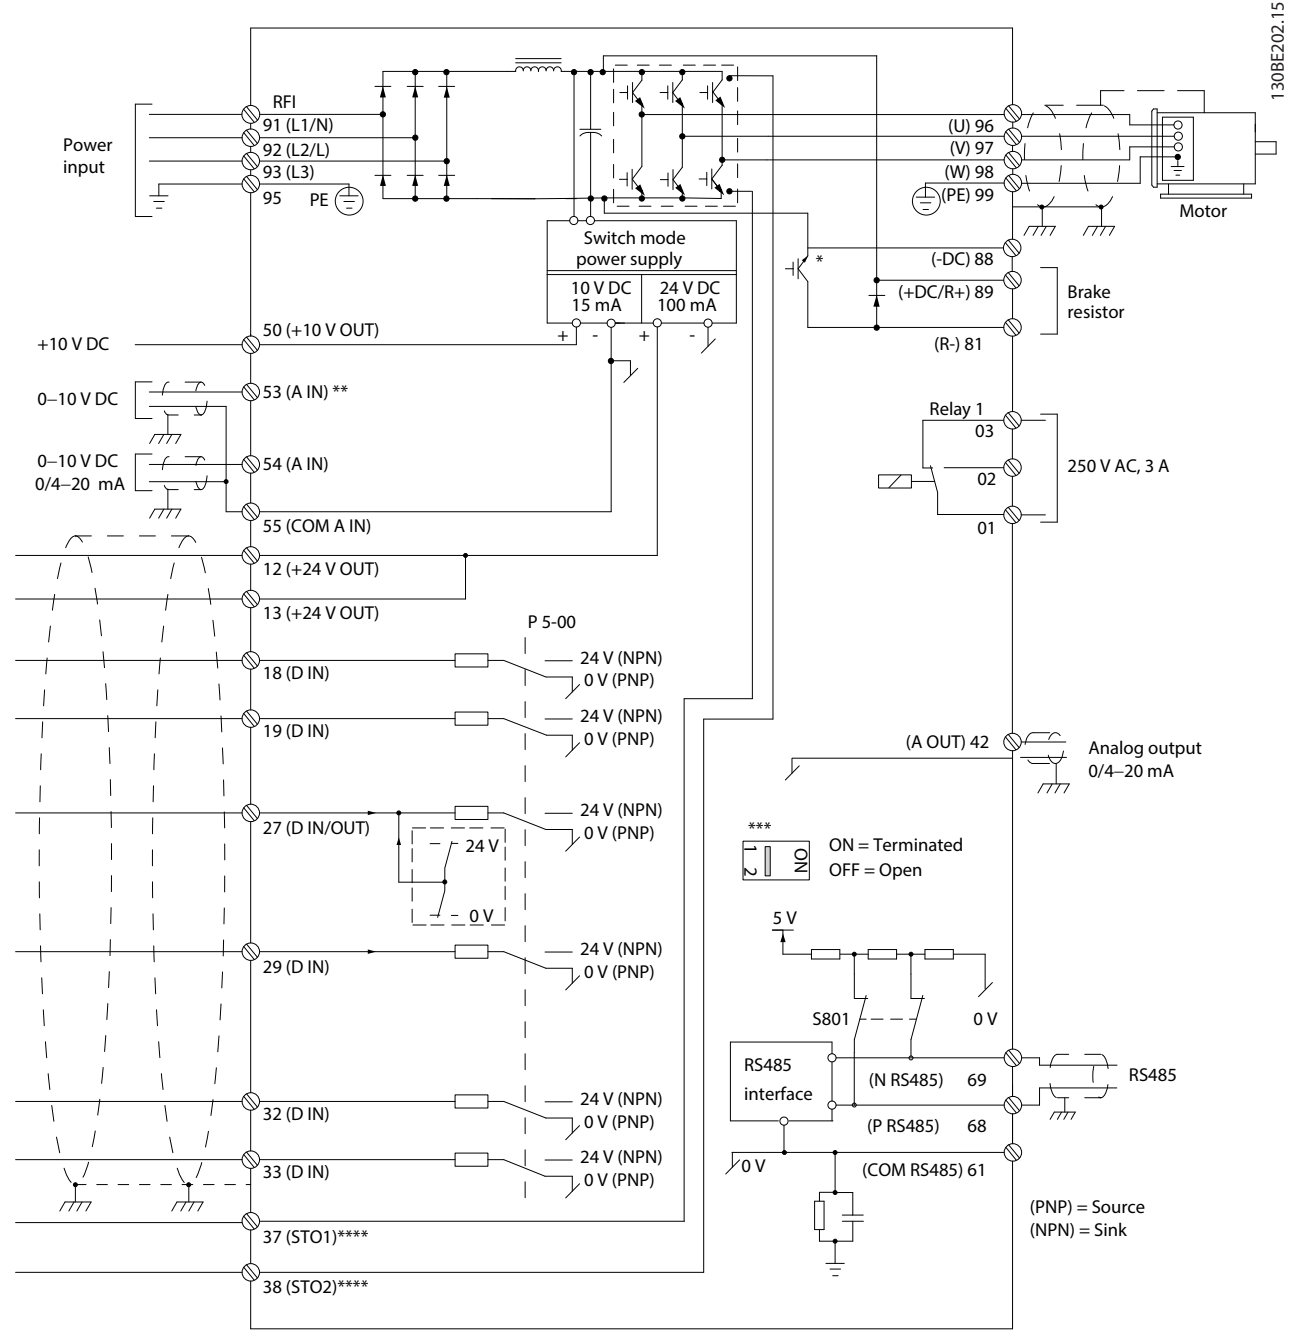 130BE202.15
RFI
91 (L1/N)
92 (L2/L)
93 (L3)
95
PE
Power
input
(U) 96
(V) 97
(W) 98
(PE) 99
Motor
Switch mode
power supply
10 V DC
15 mA
24 V DC
100 mA
+
-
+
-
*
(-DC) 88
(+DC/R+) 89
(R-) 81
Brake
resistor
+10 V DC
50 (+10 V OUT)
0–10 V DC
53 (A IN) **
0–10 V DC
0/4–20 mA
54 (A IN)
55 (COM A IN)
Relay 1
03
02
01
250 V AC, 3 A
12 (+24 V OUT)
13 (+24 V OUT)
P 5-00
18 (D IN)
24 V (NPN)
0 V (PNP)
19 (D IN)
24 V (NPN)
0 V (PNP)
27 (D IN/OUT)
24 V (NPN)
0 V (PNP)
24 V
0 V
29 (D IN)
24 V (NPN)
0 V (PNP)
32 (D IN)
24 V (NPN)
0 V (PNP)
33 (D IN)
24 V (NPN)
0 V (PNP)
37 (STO1)****
38 (STO2)****
(A OUT) 42
Analog output
0/4–20 mA
***
1 2
ON
ON = Terminated
OFF = Open
5 V
S801
0 V
RS485
interface
(N RS485) 69
(P RS485) 68
RS485
0 V
(COM RS485) 61
(PNP) = Source
(NPN) = Sink